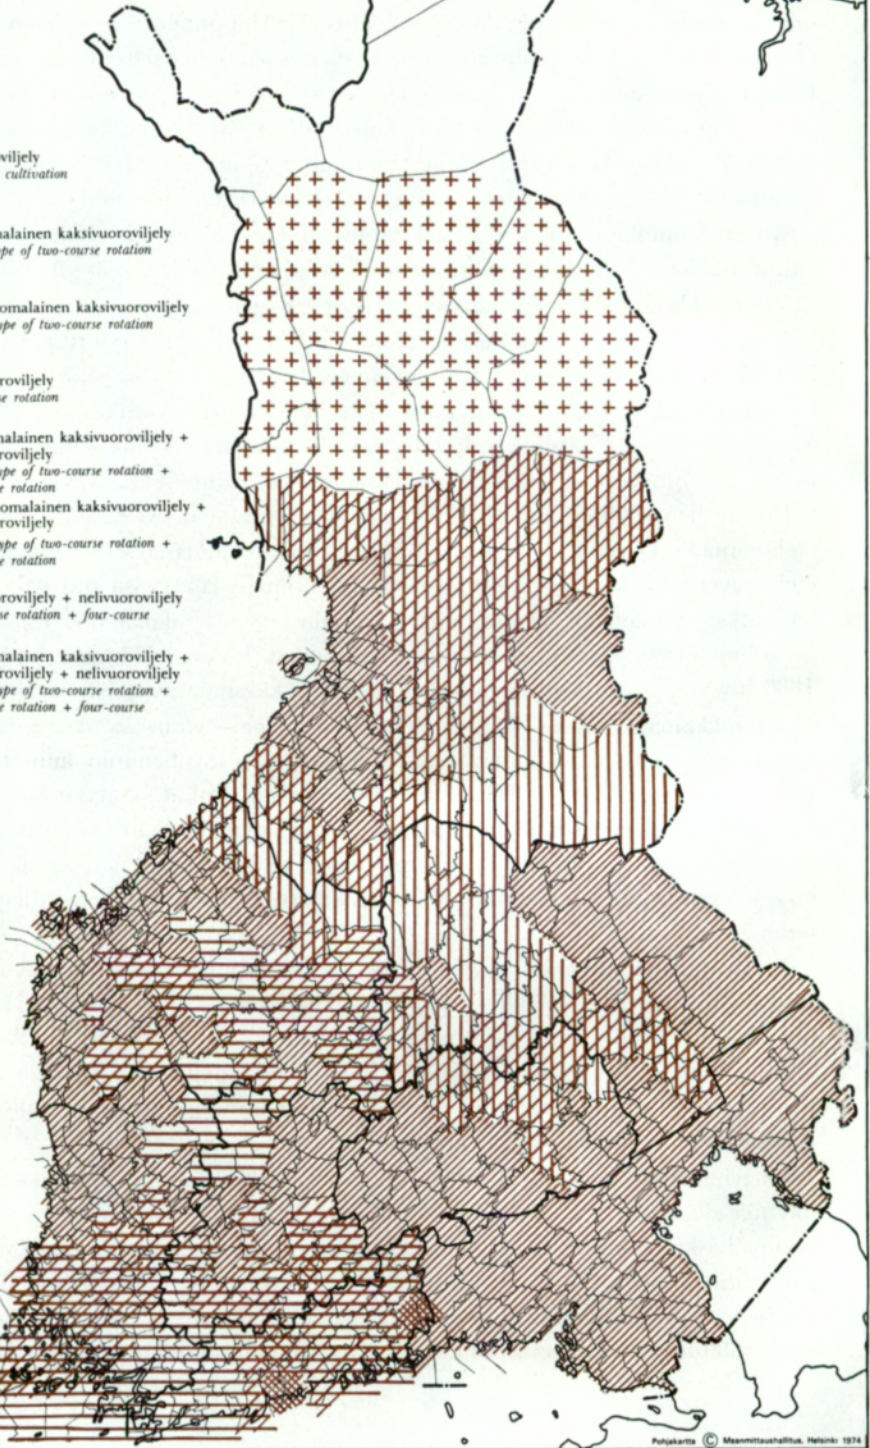 viljely
cultivation
malainen kaksivuoroviljely
ype of two-course rotation
omalainen kaksivuoroviljely
ype of two-course rotation
roviljely
se rotation
malainen kaksivuoroviljely +
roviljely
ype of two-course rotation +
e rotation
omalainen kaksivuoroviljely +
roviljely
ype of two-course rotation +
e rotation
roviljely + nelivuoroviljely
se rotation + four-course
malainen kaksivuoroviljely +
roviljely + nelivuoroviljely
ype of two-course rotation +
e rotation + four-course
Pohjakartta © Maanmittaushallitus, Helsinki 1974